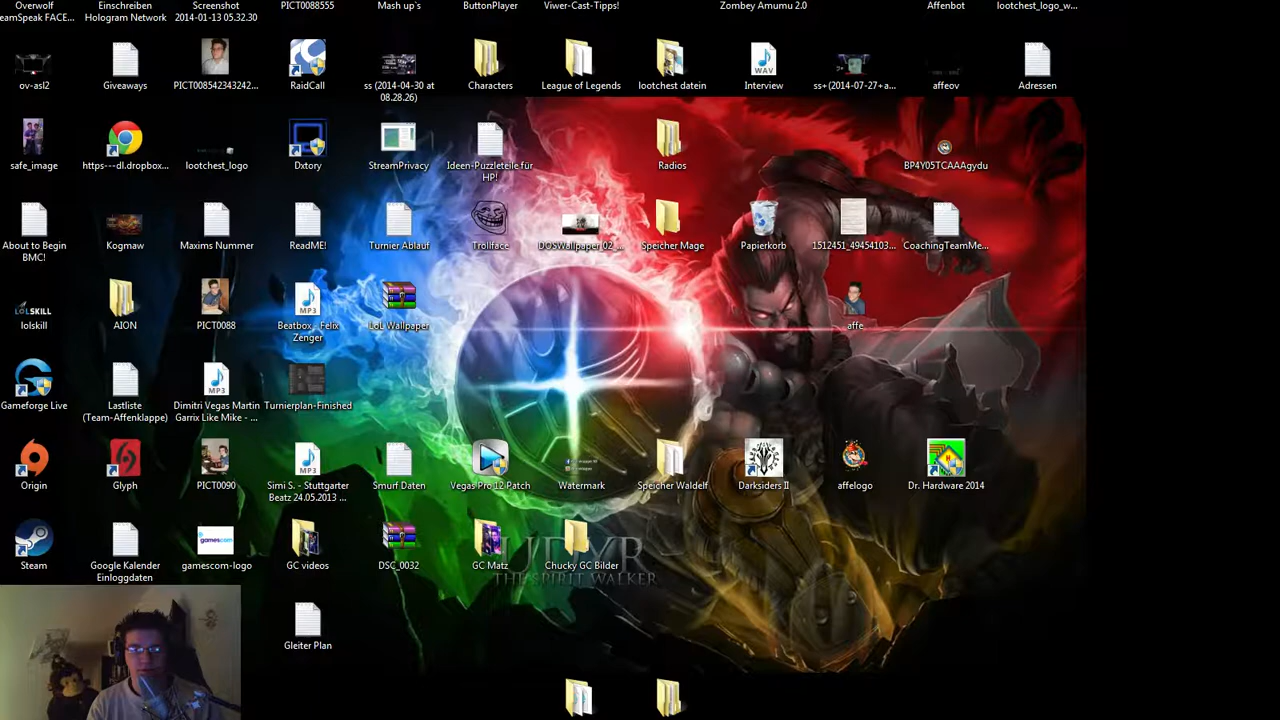 Overwolf
eamSpeak FACE...
Einschreiben
Hologram Network
Screenshot
2014-01-13 05.32.30
PICT0088555
Mash up`s
ButtonPlayer
Viwer-Cast-Tipps!
Zombey Amumu 2.0
Affenbot
lootchest_logo_w...
ov-asl2
Giveaways
PICT008542343242...
RaidCall
ss (2014-04-30 at
08.28.26)
Characters
League of Legends
lootchest datein
WAV
Interview
ss+(2014-07-27+a...
affeov
Adressen
safe_image
https---dl.dropbox...
lootchest_logo
Dxtory
StreamPrivacy
Ideen-Puzzleteile für
HP!
Radios
BP4Y05TCAAAgydu
About to Begin
BMC!
Kogmaw
Maxims Nummer
ReadME!
Turnier Ablauf
Trollface
DOSWallpaper_02_...
Speicher Mage
Papierkorb
1512451_49454103...
CoachingTeamMe...
LOLSKILL
lolskill
AION
PICT0088
MP3
Beatbox - Felix
Zenger
LoL Wallpaper
affe
Gameforge Live
Lastliste
(Team-Affenklappe)
MP3
Dimitri Vegas Martin
Garrix Like Mike - ...
Turnierplan-Finished
Origin
Glyph
PICT0090
MP3
Simi S. - Stuttgarter
Beatz 24.05.2013 ...
Smurf Daten
Vegas Pro 12 Patch
Watermark
Speicher Waldelf
Darksiders II
affelogo
Dr. Hardware 2014
Steam
Google Kalender
Einloggdaten
gamescom
gamescom-logo
GC videos
DSC_0032
GC Matz
Chucky GC Bilder
UDYR
THE SPIRIT WALKER
Gleiter Plan